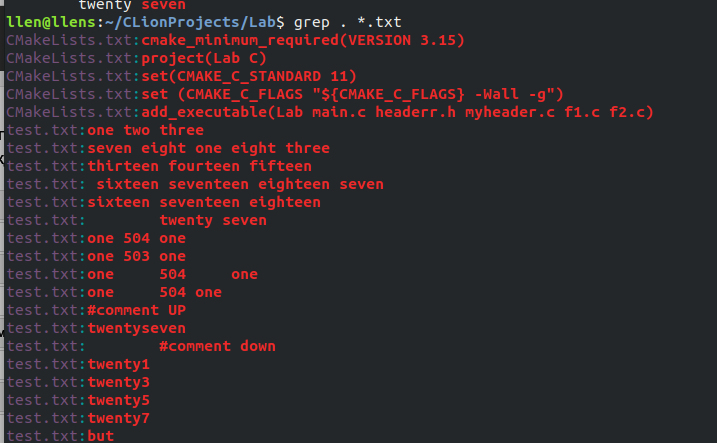 twenty seven
llen@llens:~/CLionProjects/Lab$ grep . *.txt
CMakeLists.txt:cmake_minimum_required(VERSION 3.15)
CMakeLists.txt:project(Lab C)
CMakeLists.txt:set(CMAKE_C_STANDARD 11)
CMakeLists.txt:set (CMAKE_C_FLAGS "${CMAKE_C_FLAGS} -Wall -g")
CMakeLists.txt:add_executable(Lab main.c headerr.h myheader.c f1.c f2.c)
test.txt:one two three
test.txt:seven eight one eight three
test.txt:thirteen fourteen fifteen
test.txt: sixteen seventeen eighteen seven
test.txt:sixteen seventeen eighteen
test.txt:        twenty seven
test.txt:one 504 one
test.txt:one 503 one
test.txt:one     504     one
test.txt:one     504 one
test.txt:#comment UP
test.txt:twentyseven
test.txt:        #comment down
test.txt:twenty1
test.txt:twenty3
test.txt:twenty5
test.txt:twenty7
test.txt:but